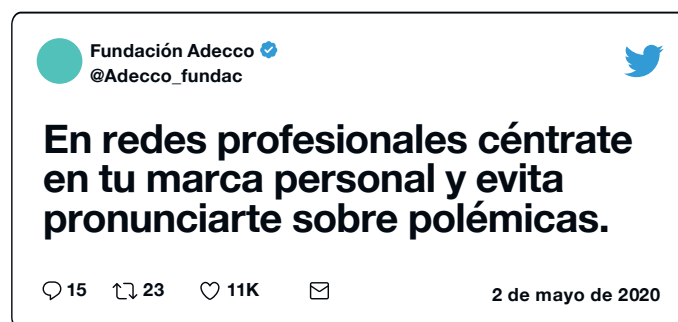 Fundación Adecco
@Adecco_fundac
En redes profesionales céntrate
en tu marca personal y evita
pronunciarte sobre polémicas.
15 23 11K
2 de mayo de 2020